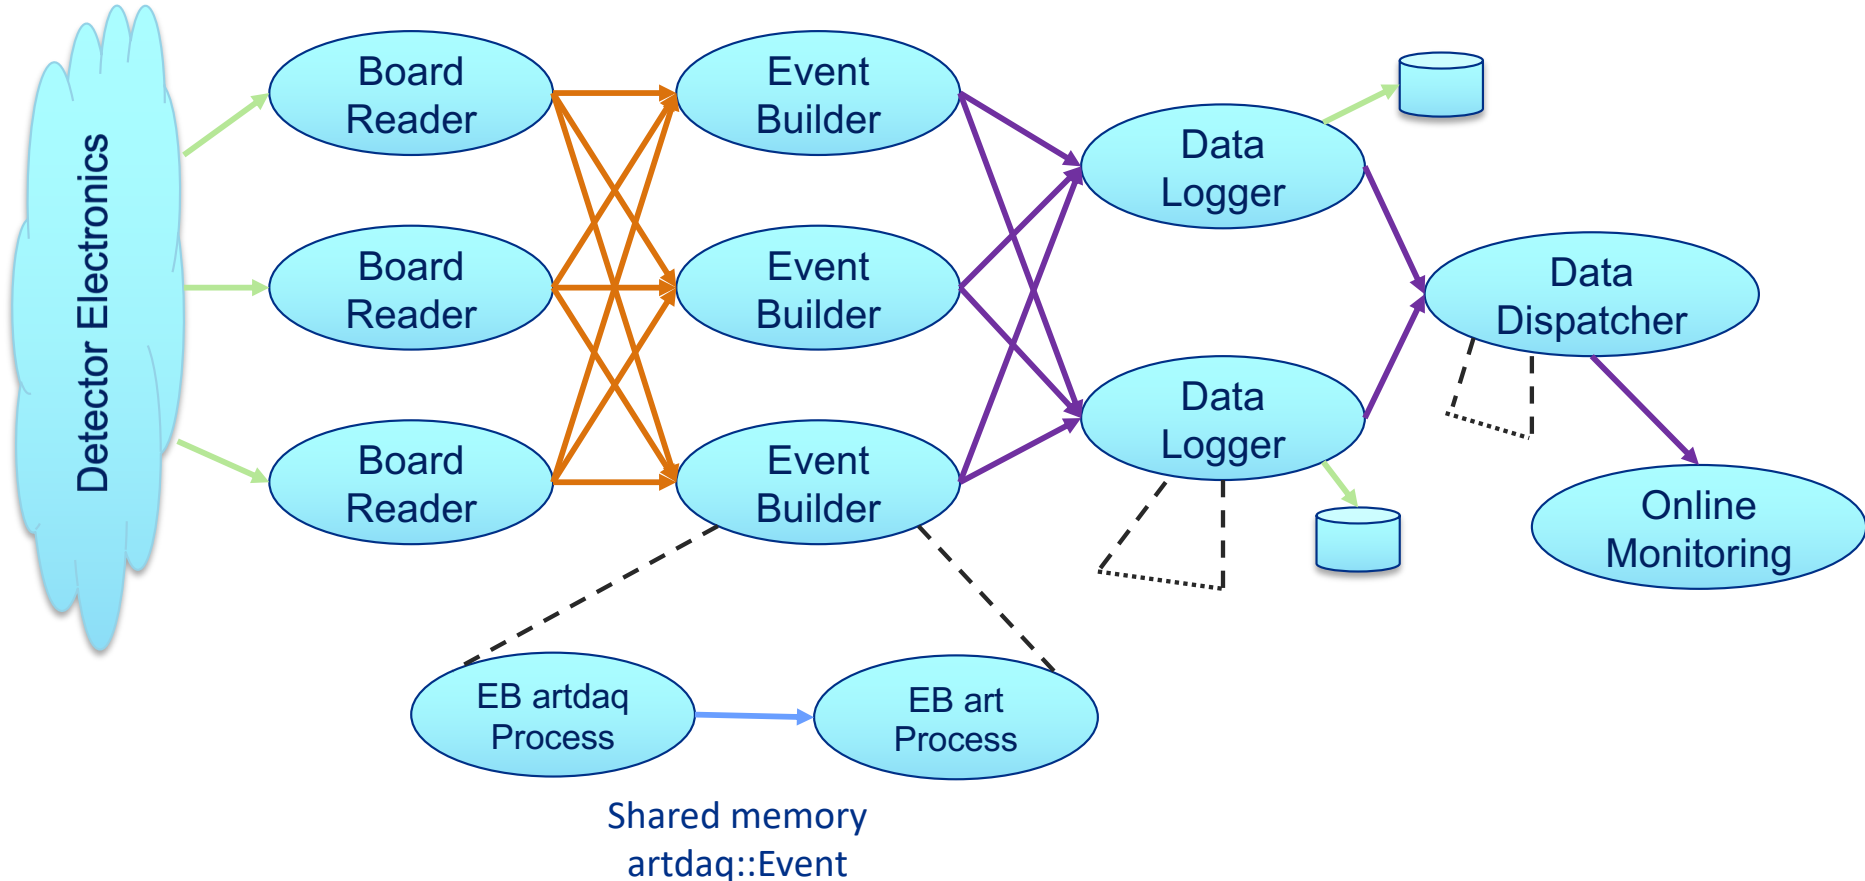 Detector Electronics
Board
Reader
Event
Builder
Data
Logger
Board
Reader
Event
Builder
Data
Dispatcher
Board
Reader
Event
Builder
Data
Logger
Online
Monitoring
EB artdaq
Process
EB art
Process
Shared memory
artdaq::Event